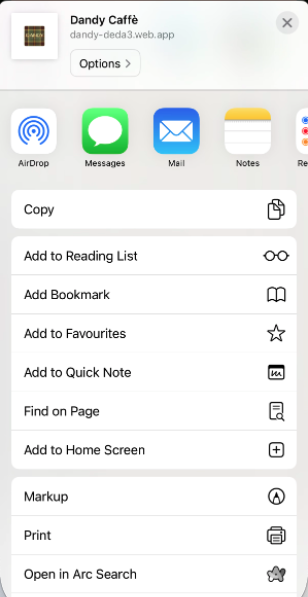 Dandy Caffè
dandy-deda3.web.app
Options
AirDrop
Messages
Mail
Notes
Re
Copy
Add to Reading List
Add Bookmark
Add to Favourites
Add to Quick Note
Find on Page
Add to Home Screen
Markup
Print
Open in Arc Search